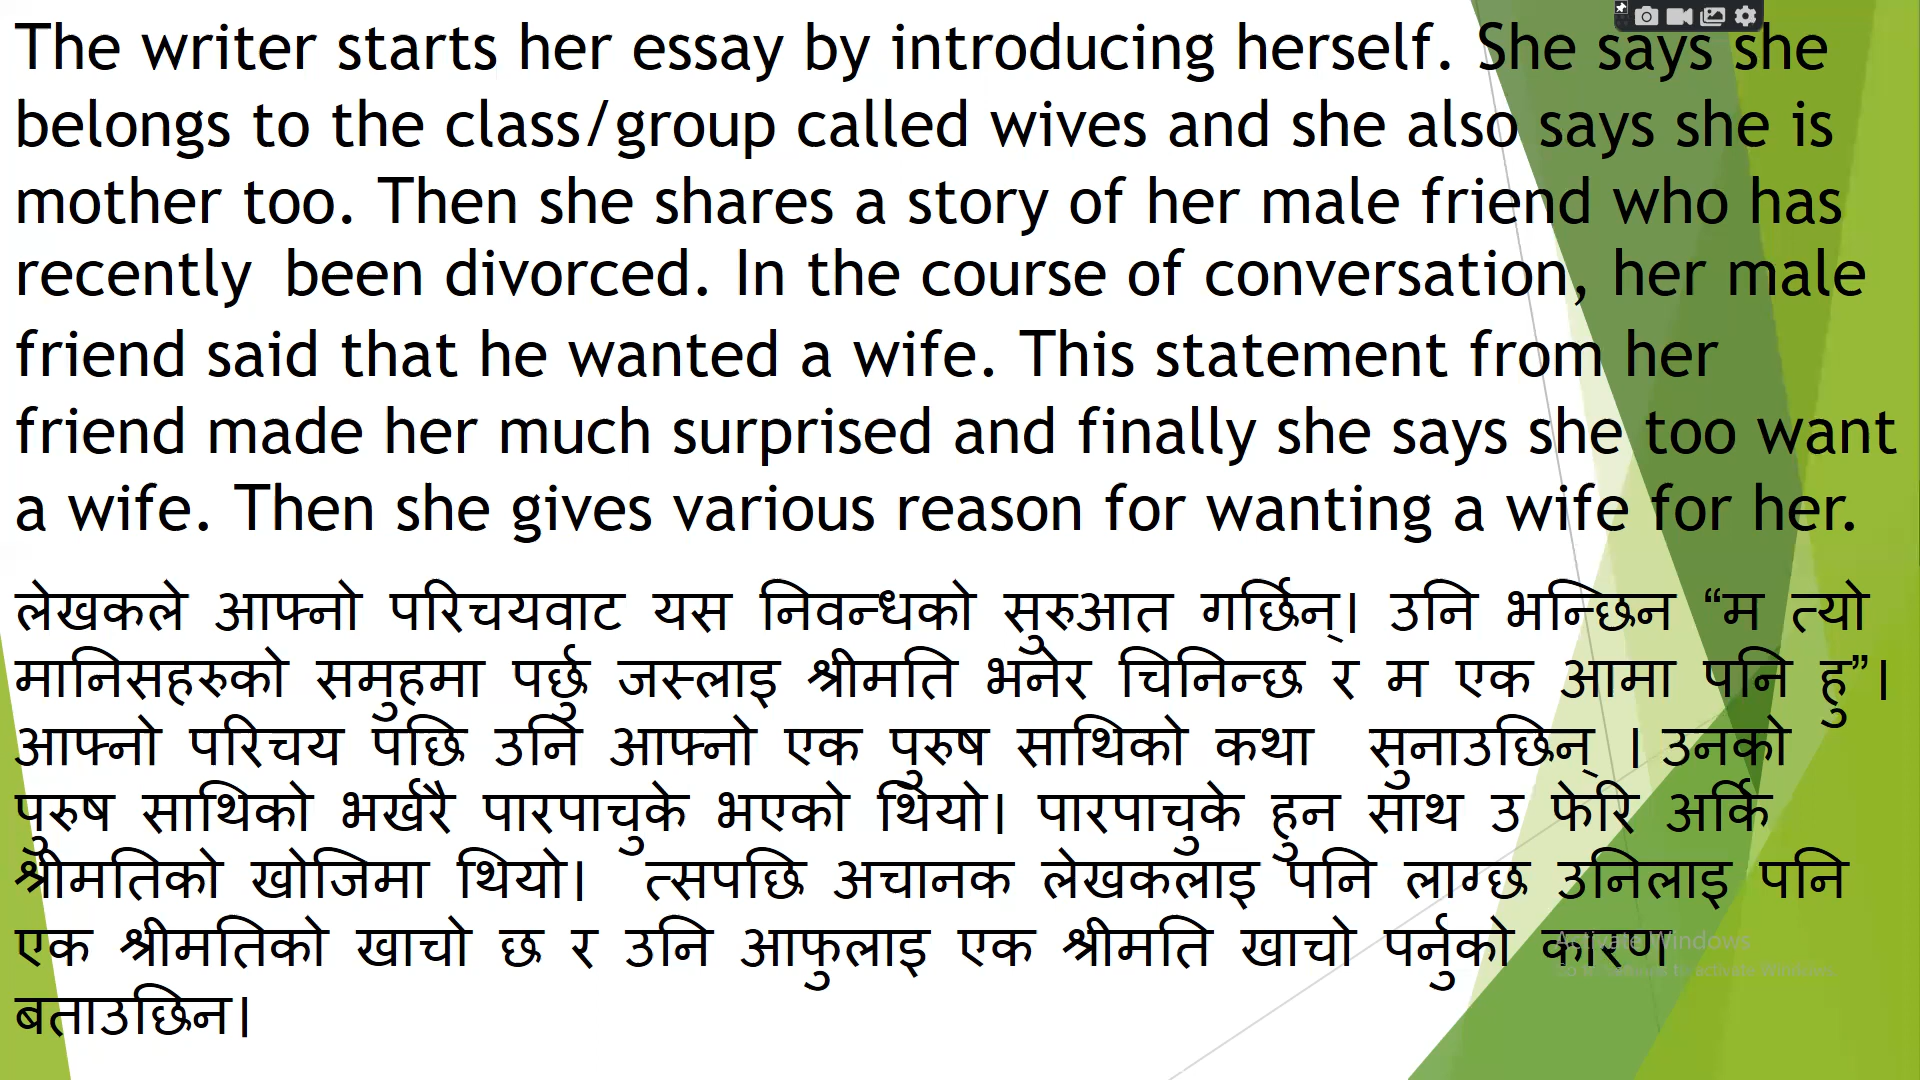 The writer starts her essay by introducing herself. She says she
belongs to the class/group called wives and she also says she is
mother too. Then she shares a story of her male friend who has
recently been divorced. In the course of conversation, her male
friend said that he wanted a wife. This statement from her
friend made her much surprised and finally she says she too want
a wife. Then she gives various reason for wanting a wife for her.
लेखकले आफ्नो परिचयवाट यस निवन्धको सुरुआत गर्छिन्। उनि भन्छिन “म त्यो
मानिसहरुको समुहमा पर्छु जस्लाइ श्रीमति भनेर चिनिन्छ र म एक आमा पनि हु”।
आफ्नो परिचय पछि उनि आफ्नो एक पुरुष साथिको कथा सुनाउछिन् । उनको
पुरुष साथिको भर्खरै पारपाचुके भएको थियो। पारपाचुके हुन साथ उ फेरि अर्कि
श्रीमतिको खोजिमा थियो। त्सपछि अचानक लेखकलाइ पनि लाग्छ उनिलाइ पनि
एक श्रीमतिको खाचो छ र उनि आफुलाइ एक श्रीमति खाचो पर्नुको कारण
बताउछिन।
Activate Windows
Go to Settings to activate Windows.